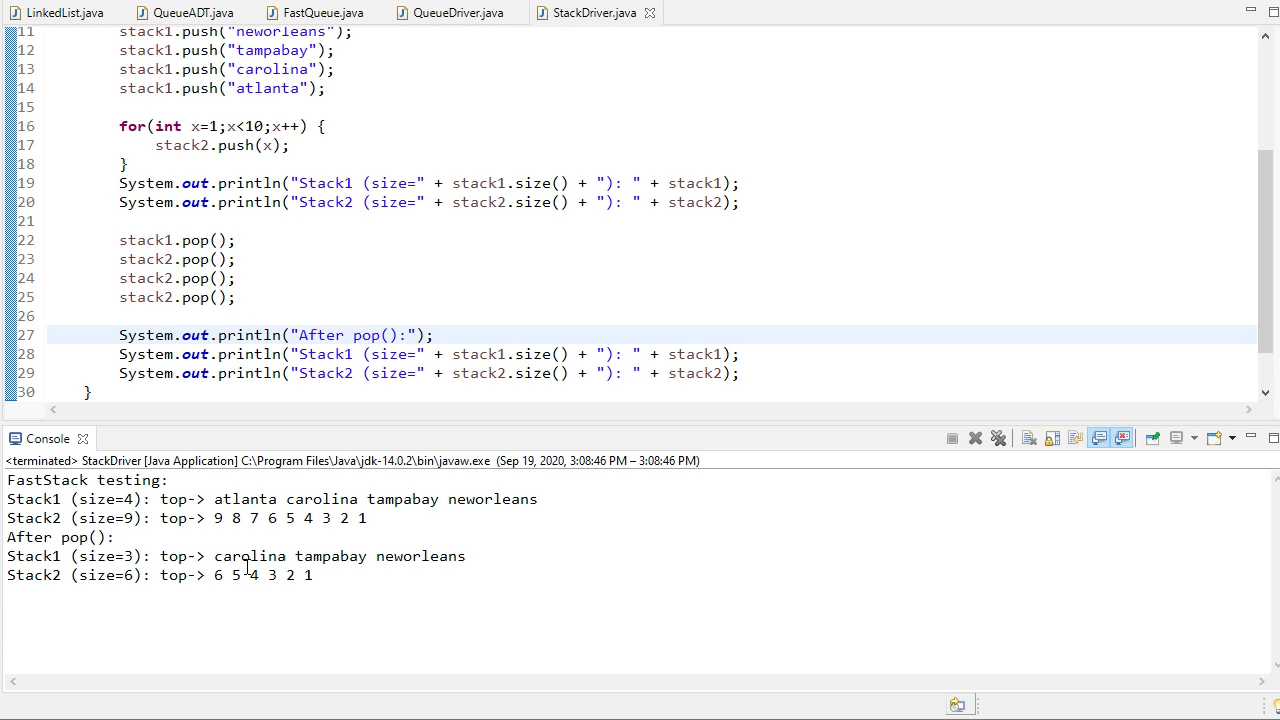 LinkedList.java QueueADT.java FastQueue.java QueueDriver.java StackDriver.java
11 stack1.push("neworleans");
12 stack1.push("tampabay");
13 stack1.push("carolina");
14 stack1.push("atlanta");
15
16 for(int x=1;x<10;x++) {
17 stack2.push(x);
18 }
19 System.out.println("Stack1 (size=" + stack1.size() + "): " + stack1);
20 System.out.println("Stack2 (size=" + stack2.size() + "): " + stack2);
21
22 stack1.pop();
23 stack2.pop();
24 stack2.pop();
25 stack2.pop();
26
27 System.out.println("After pop():");
28 System.out.println("Stack1 (size=" + stack1.size() + "): " + stack1);
29 System.out.println("Stack2 (size=" + stack2.size() + "): " + stack2);
30 }
Console
<terminated> StackDriver [Java Application] C:\Program Files\Java\jdk-14.0.2\bin\javaw.exe (Sep 19, 2020, 3:08:46 PM – 3:08:46 PM)
FastStack testing:
Stack1 (size=4): top-> atlanta carolina tampabay neworleans
Stack2 (size=9): top-> 9 8 7 6 5 4 3 2 1
After pop():
Stack1 (size=3): top-> carolina tampabay neworleans
Stack2 (size=6): top-> 6 5 4 3 2 1